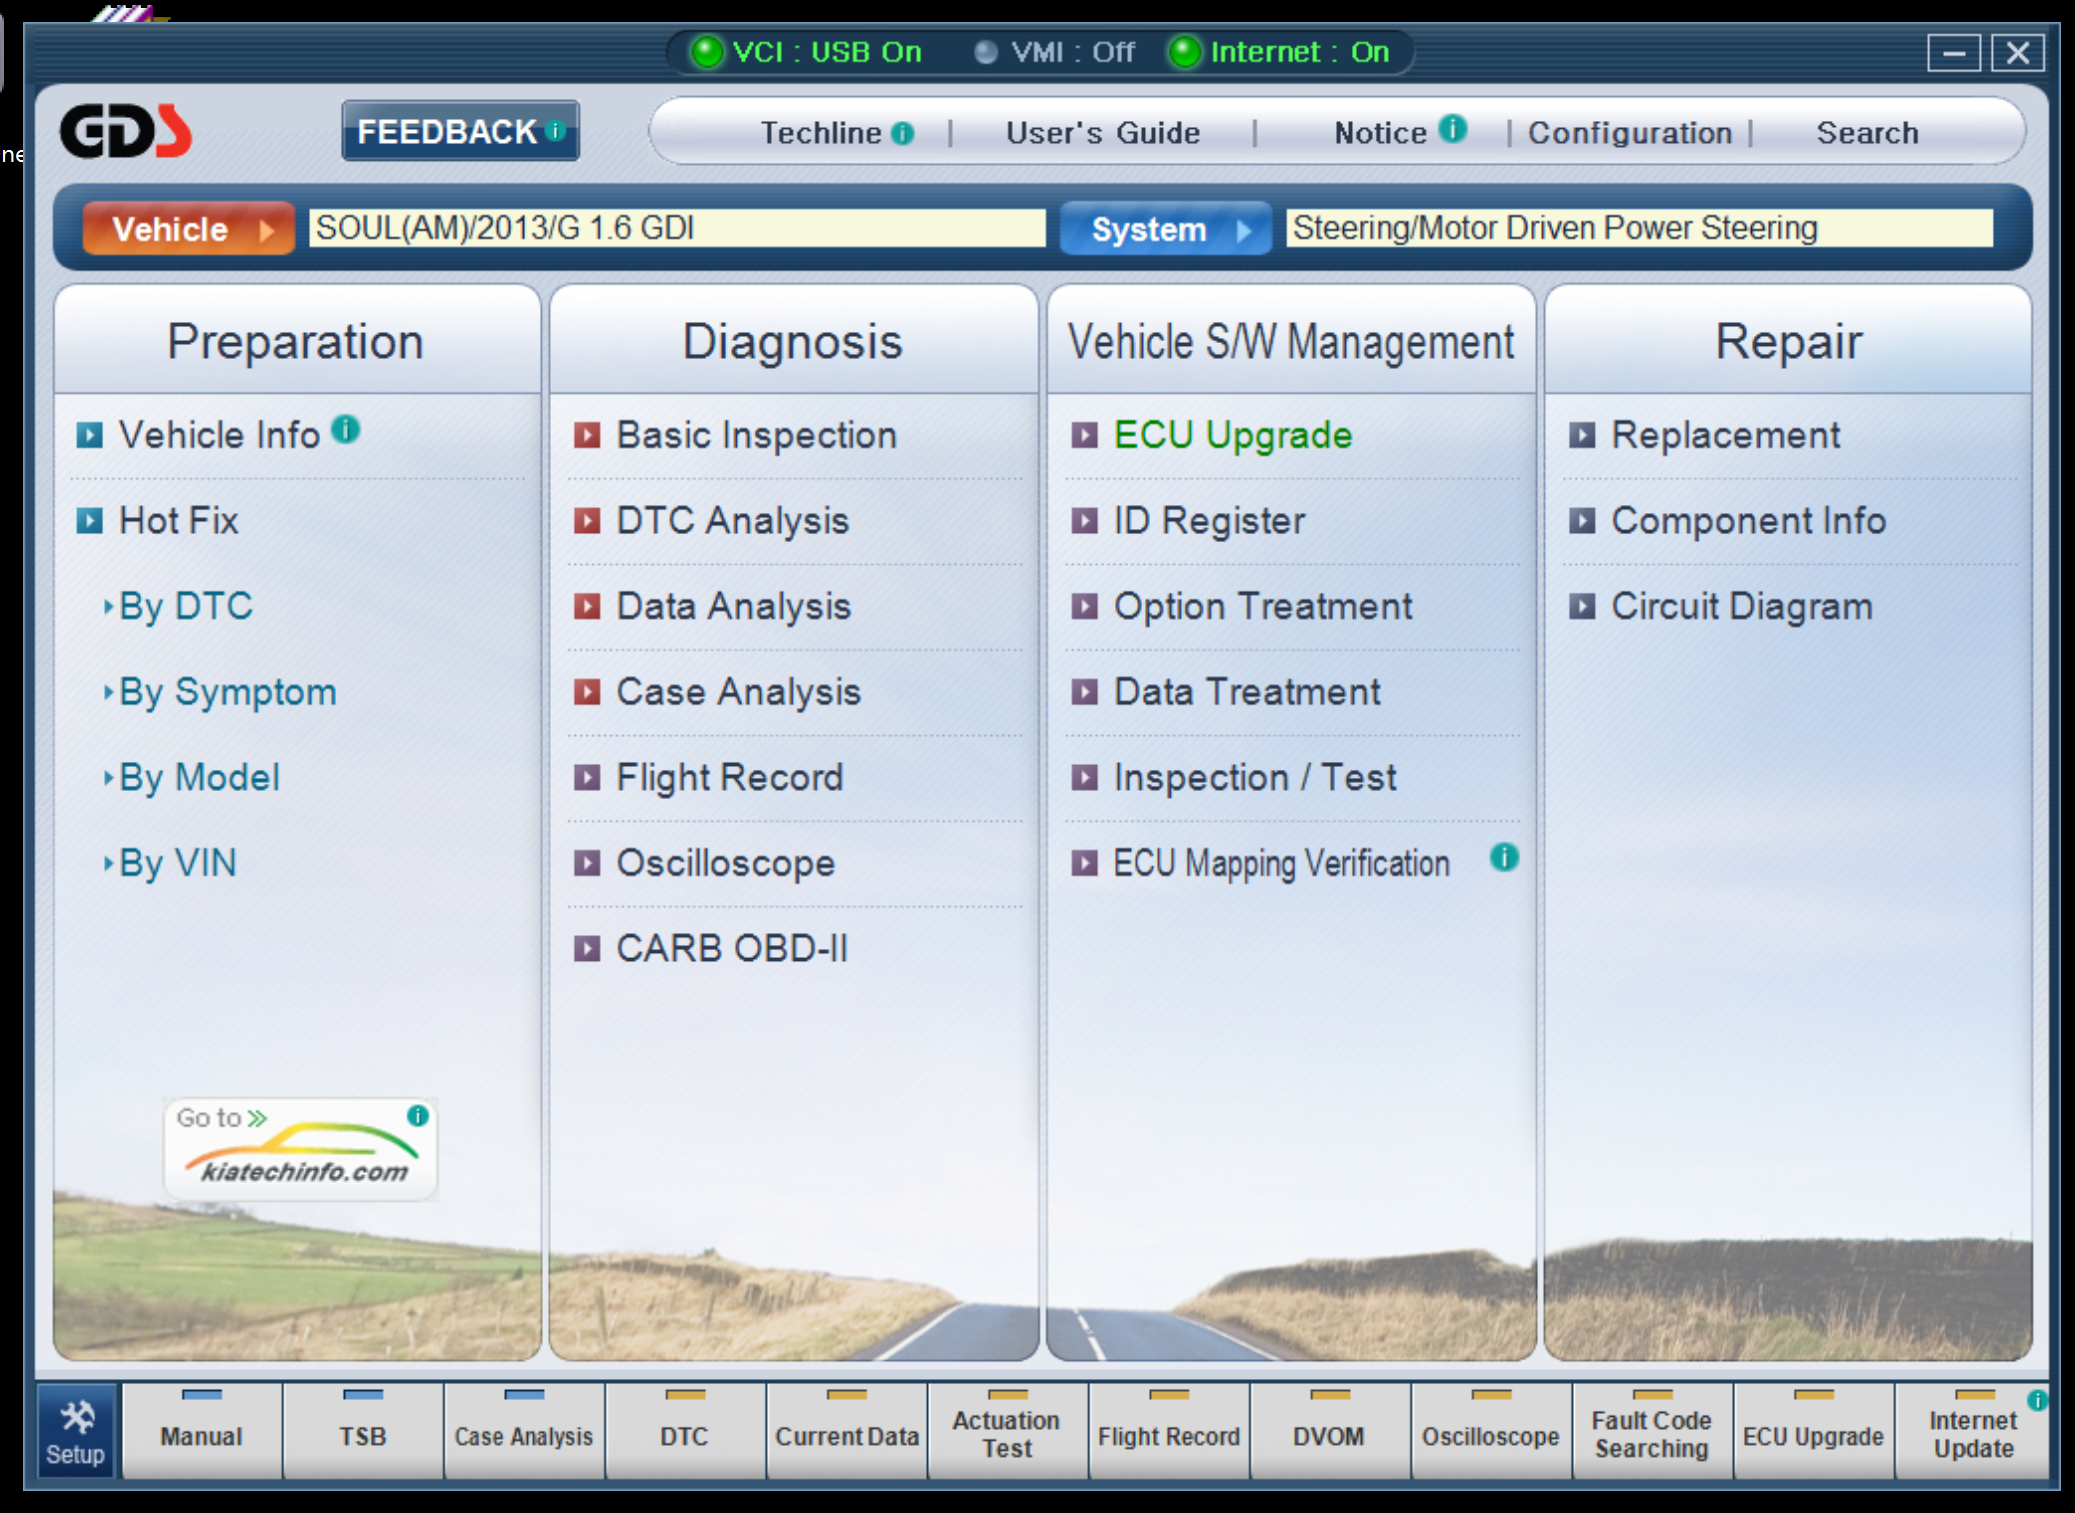 VCI : USB On VMI : Off Internet : On
ne
GDS FEEDBACK i Techline i | User's Guide | Notice i | Configuration | Search
Vehicle SOUL(AM)/2013/G 1.6 GDI System Steering/Motor Driven Power Steering
Preparation
Vehicle Info i
Hot Fix
By DTC
By Symptom
By Model
By VIN
Go to >> i
kiatechinfo.com
Diagnosis
Basic Inspection
DTC Analysis
Data Analysis
Case Analysis
Flight Record
Oscilloscope
CARB OBD-II
Vehicle S/W Management
ECU Upgrade
ID Register
Option Treatment
Data Treatment
Inspection / Test
ECU Mapping Verification i
Repair
Replacement
Component Info
Circuit Diagram
Setup
Manual
TSB
Case Analysis
DTC
Current Data
Actuation
Test
Flight Record
DVOM
Oscilloscope
Fault Code
Searching
ECU Upgrade
Internet i
Update